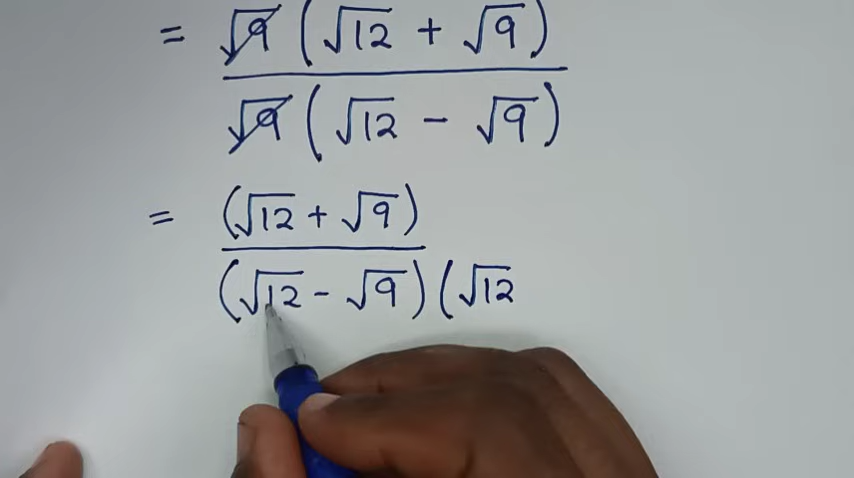 = √9 (√12 + √9)
√9 (√12 - √9)
= (√12 + √9)
(√12 - √9) (√12